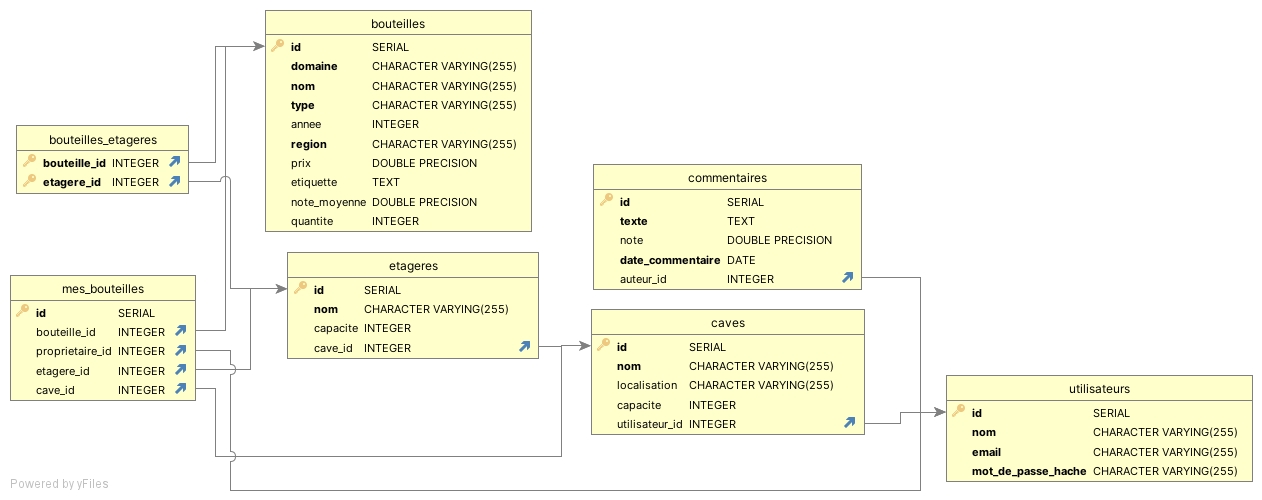 bouteilles
id SERIAL
domaine CHARACTER VARYING(255)
nom CHARACTER VARYING(255)
type CHARACTER VARYING(255)
annee INTEGER
region CHARACTER VARYING(255)
prix DOUBLE PRECISION
etiquette TEXT
note_moyenne DOUBLE PRECISION
quantite INTEGER
bouteilles_etageres
bouteille_id INTEGER
etagere_id INTEGER
commentaires
id SERIAL
texte TEXT
note DOUBLE PRECISION
date_commentaire DATE
auteur_id INTEGER
etageres
id SERIAL
nom CHARACTER VARYING(255)
capacite INTEGER
cave_id INTEGER
mes_bouteilles
id SERIAL
bouteille_id INTEGER
proprietaire_id INTEGER
etagere_id INTEGER
cave_id INTEGER
caves
id SERIAL
nom CHARACTER VARYING(255)
localisation CHARACTER VARYING(255)
capacite INTEGER
utilisateur_id INTEGER
utilisateurs
id SERIAL
nom CHARACTER VARYING(255)
email CHARACTER VARYING(255)
mot_de_passe_hache CHARACTER VARYING(255)
Powered by yFiles